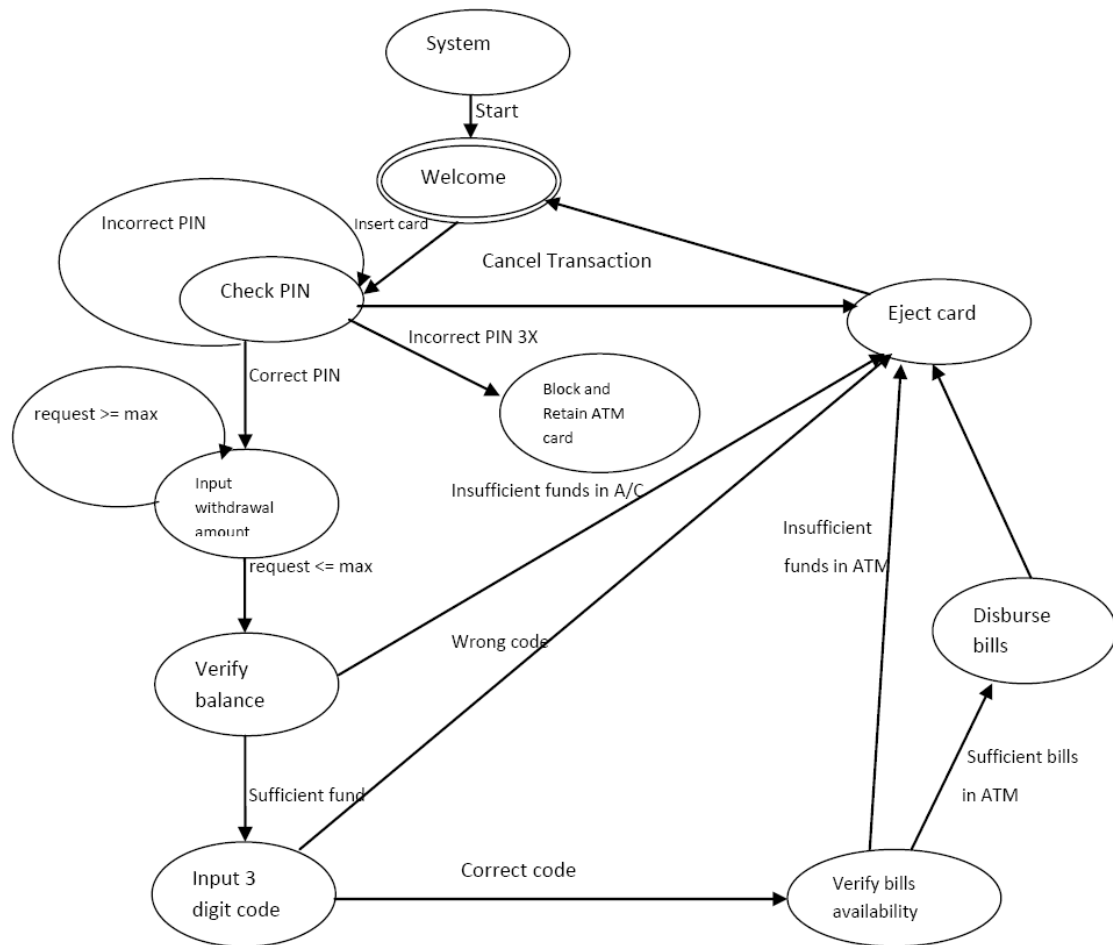 System
Start
Welcome
Incorrect PIN
Insert card
Cancel Transaction
Check PIN
Eject card
Incorrect PIN 3X
Correct PIN
Block and
Retain ATM
card
request >= max
Input
withdrawal
amount
Insufficient funds in A/C
Insufficient
funds in ATM
request <= max
Disburse
bills
Wrong code
Verify
balance
Sufficient bills
in ATM
Sufficient fund
Correct code
Input 3
digit code
Verify bills
availability